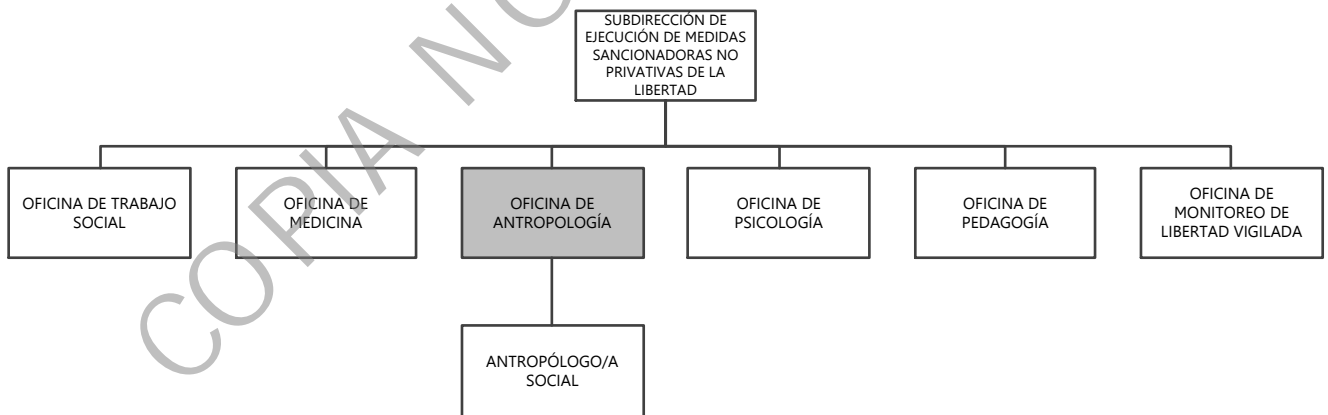 SUBDIRECCIÓN DE
EJECUCIÓN DE MEDIDAS
SANCIONADORAS NO
PRIVATIVAS DE LA
LIBERTAD
OFICINA DE TRABAJO
SOCIAL
OFICINA DE
MEDICINA
OFICINA DE
ANTROPOLOGÍA
OFICINA DE
PSICOLOGÍA
OFICINA DE
PEDAGOGÍA
OFICINA DE
MONITOREO DE
LIBERTAD VIGILADA
ANTROPÓLOGO/A
SOCIAL
COPIA N